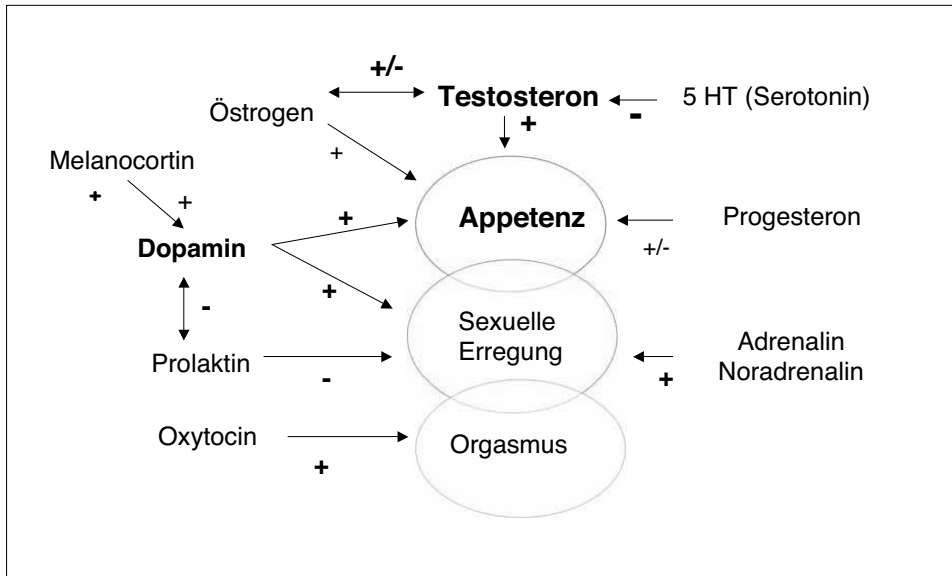 +/-
Testosteron
5 HT (Serotonin)
-
Östrogen
+
+
Melanocortin
+
+
Appetenz
Progesteron
+/-
+
Dopamin
+
-
Sexuelle
Erregung
Adrenalin
Noradrenalin
+
Prolaktin
-
Oxytocin
+
Orgasmus